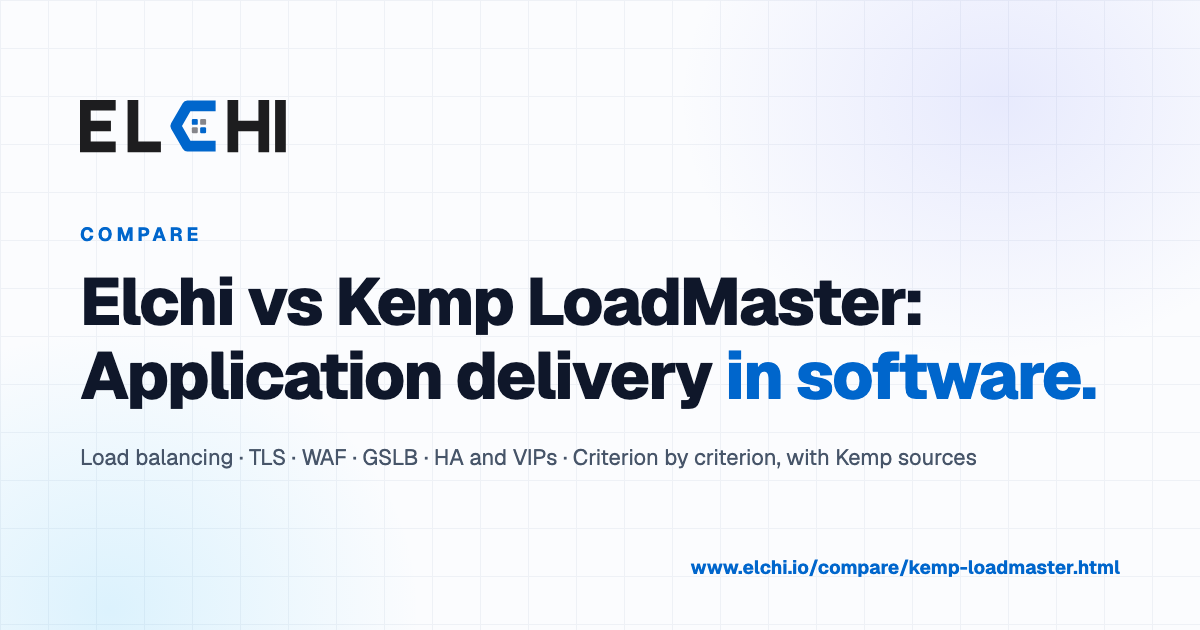 ELCHI
COMPARE
Elchi vs Kemp LoadMaster:
Application delivery in software.
Load balancing · TLS · WAF · GSLB · HA and VIPs · Criterion by criterion, with Kemp sources
www.elchi.io/compare/kemp-loadmaster.html